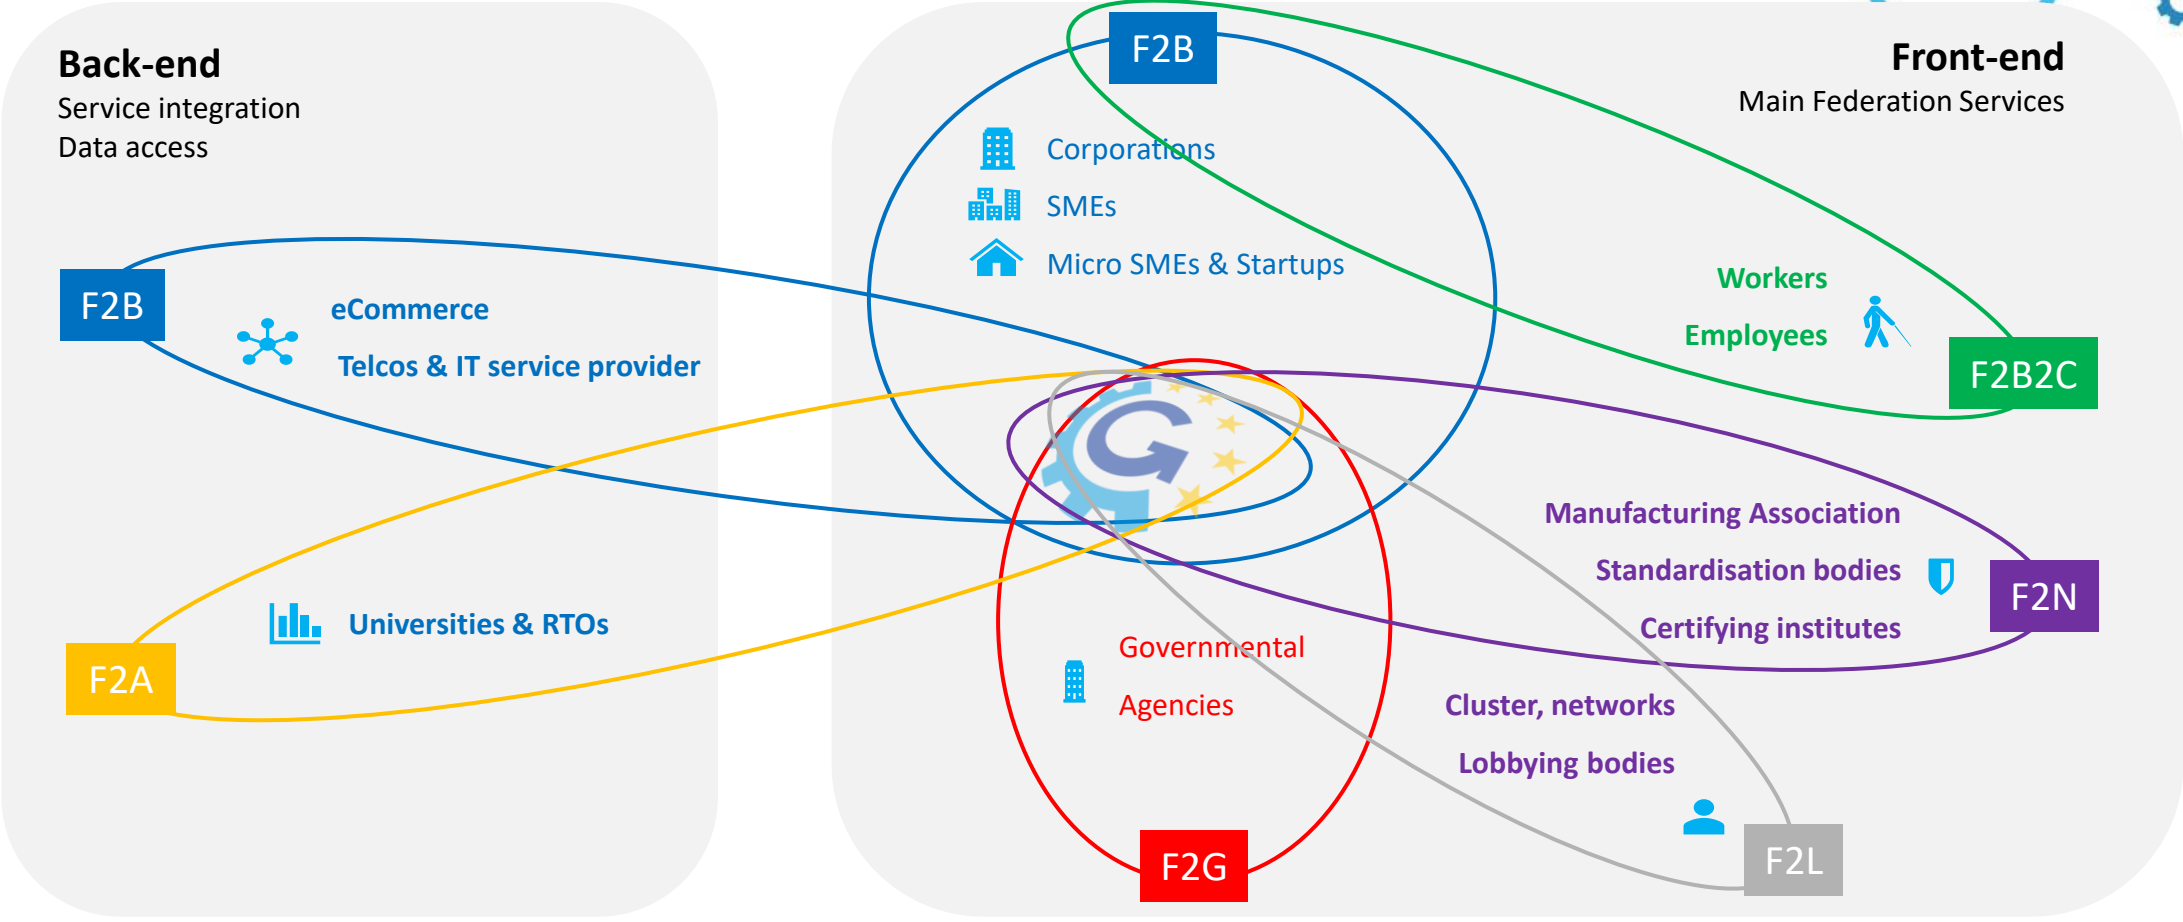 Back-end
Service integration
Data access
F2B
eCommerce
Telcos & IT service provider
F2A
Universities & RTOs
F2B
Corporations
SMEs
Micro SMEs & Startups
Front-end
Main Federation Services
Workers
Employees
F2B2C
Manufacturing Association
Standardisation bodies
Certifying institutes
F2N
Governmental
Agencies
F2G
Cluster, networks
Lobbying bodies
F2L